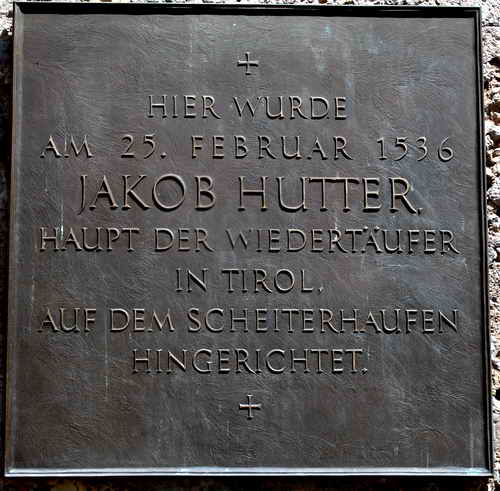 HIER WURDE
AM 25. FEBRUAR 1536
JAKOB HUTTER,
HAUPT DER WIEDERTÄUFER
IN TIROL,
AUF DEM SCHEITERHAUFEN
HINGERICHTET.